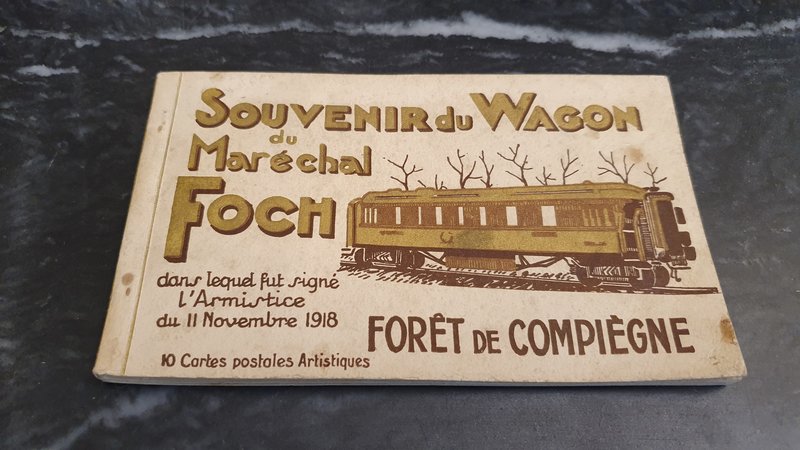 SOUVENIR du WAGON
du
Maréchal
FOCH
dans lequel fut signé
l'Armistice
du 11 Novembre 1918
FORÊT DE COMPIÈGNE
10 Cartes postales Artistiques